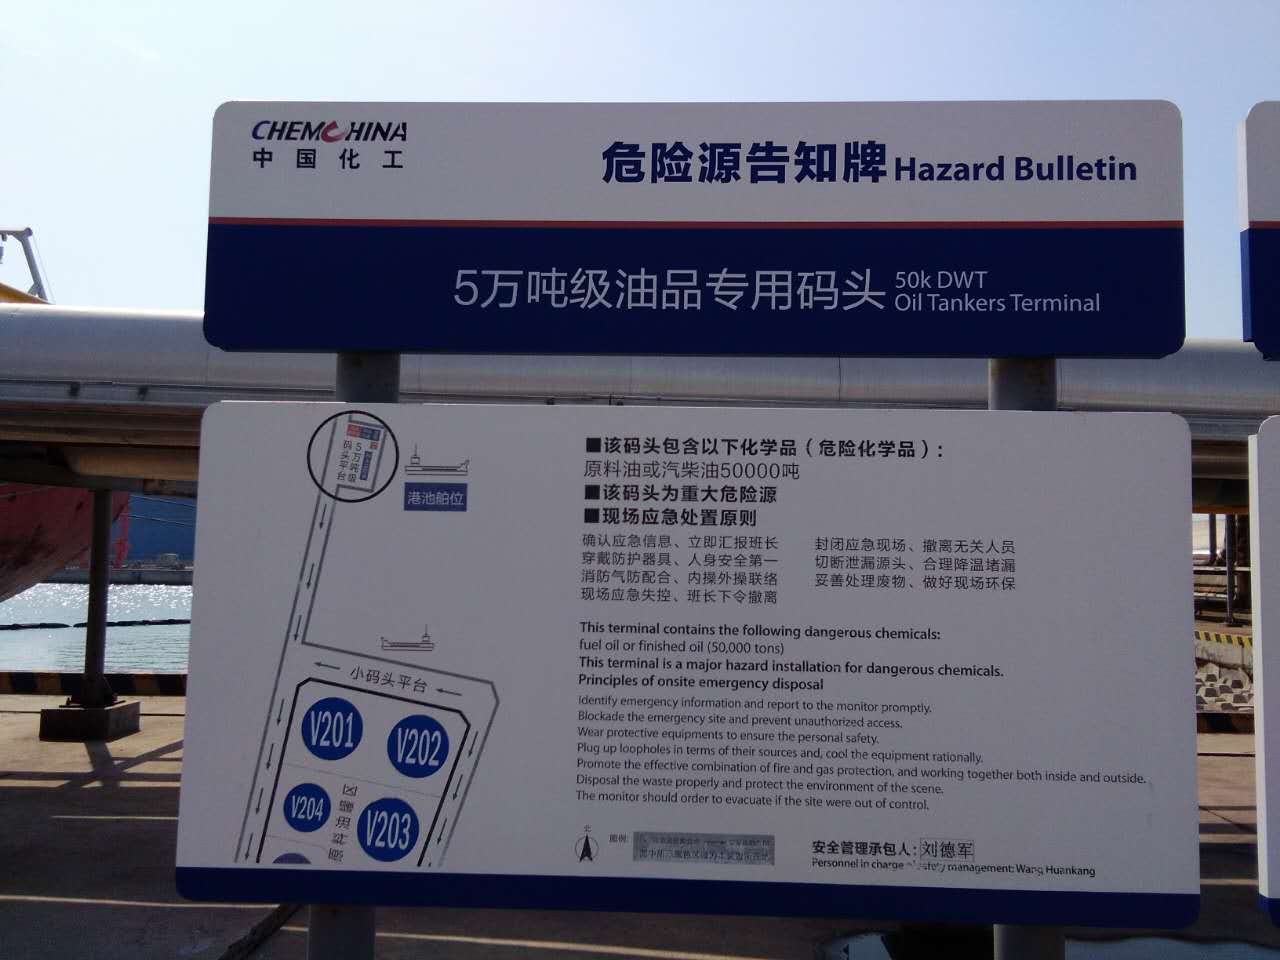 CHEMCHINA
中国化工
危险源告知牌 Hazard Bulletin
5万吨级油品专用码头 50k DWT
Oil Tankers Terminal
5万吨级
码头平台
港池舶位
小码头平台
V201
V202
V204
V203
原料油罐区
■该码头包含以下化学品（危险化学品）：
原料油或汽柴油50000吨
■该码头为重大危险源
■现场应急处置原则
确认应急信息、立即汇报班长 封闭应急现场、撤离无关人员
穿戴防护器具、人身安全第一 切断泄漏源头、合理降温堵漏
消防气防配合、内操外操联络 妥善处理废物、做好现场环保
现场应急失控、班长下令撤离
This terminal contains the following dangerous chemicals:
fuel oil or finished oil (50,000 tons)
This terminal is a major hazard installation for dangerous chemicals.
Principles of onsite emergency disposal
Identify emergency information and report to the monitor promptly.
Blockade the emergency site and prevent unauthorized access.
Wear protective equipments to ensure the personal safety.
Plug up loopholes in terms of their sources and, cool the equipment rationally.
Promote the effective combination of fire and gas protection, and working together both inside and outside.
Disposal the waste properly and protect the environment of the scene.
The monitor should order to evacuate if the site were out of control.
北
图例:
安全管理承包人：刘德军
Personnel in charge of safety management: Wang Huankang